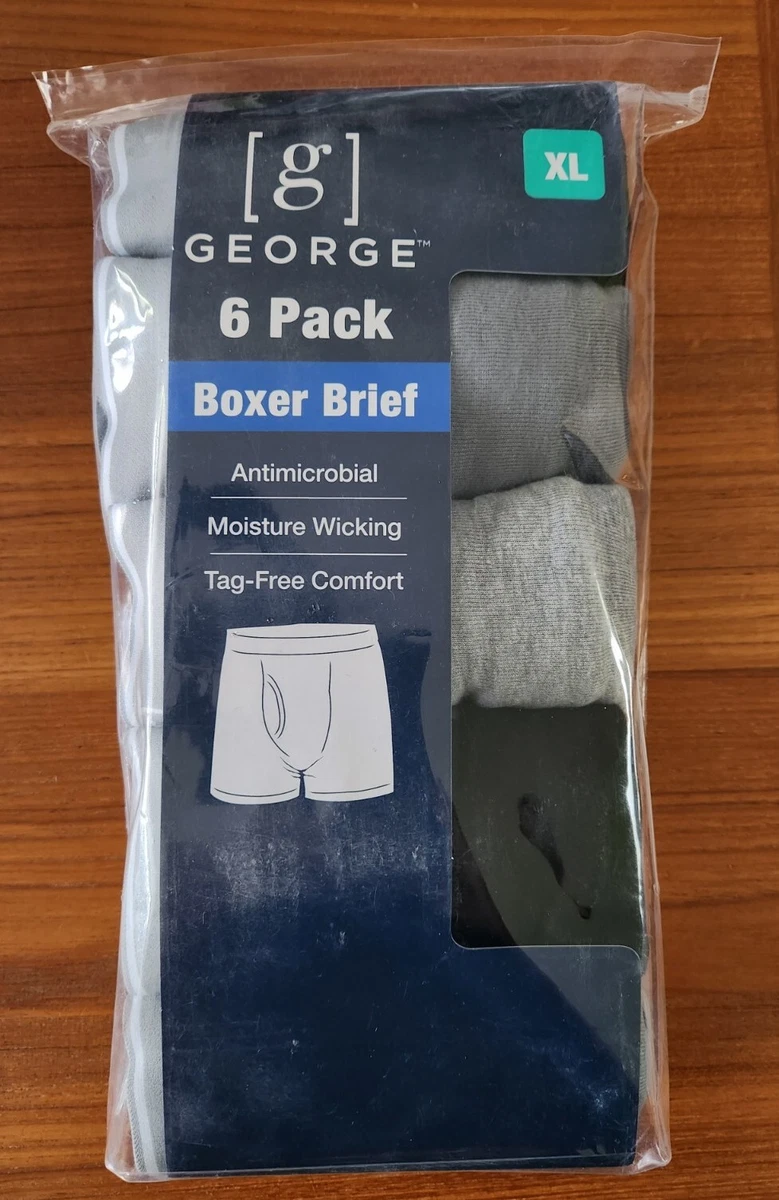 [g]
XL
GEORGE™
6 Pack
Boxer Brief
Antimicrobial
Moisture Wicking
Tag-Free Comfort